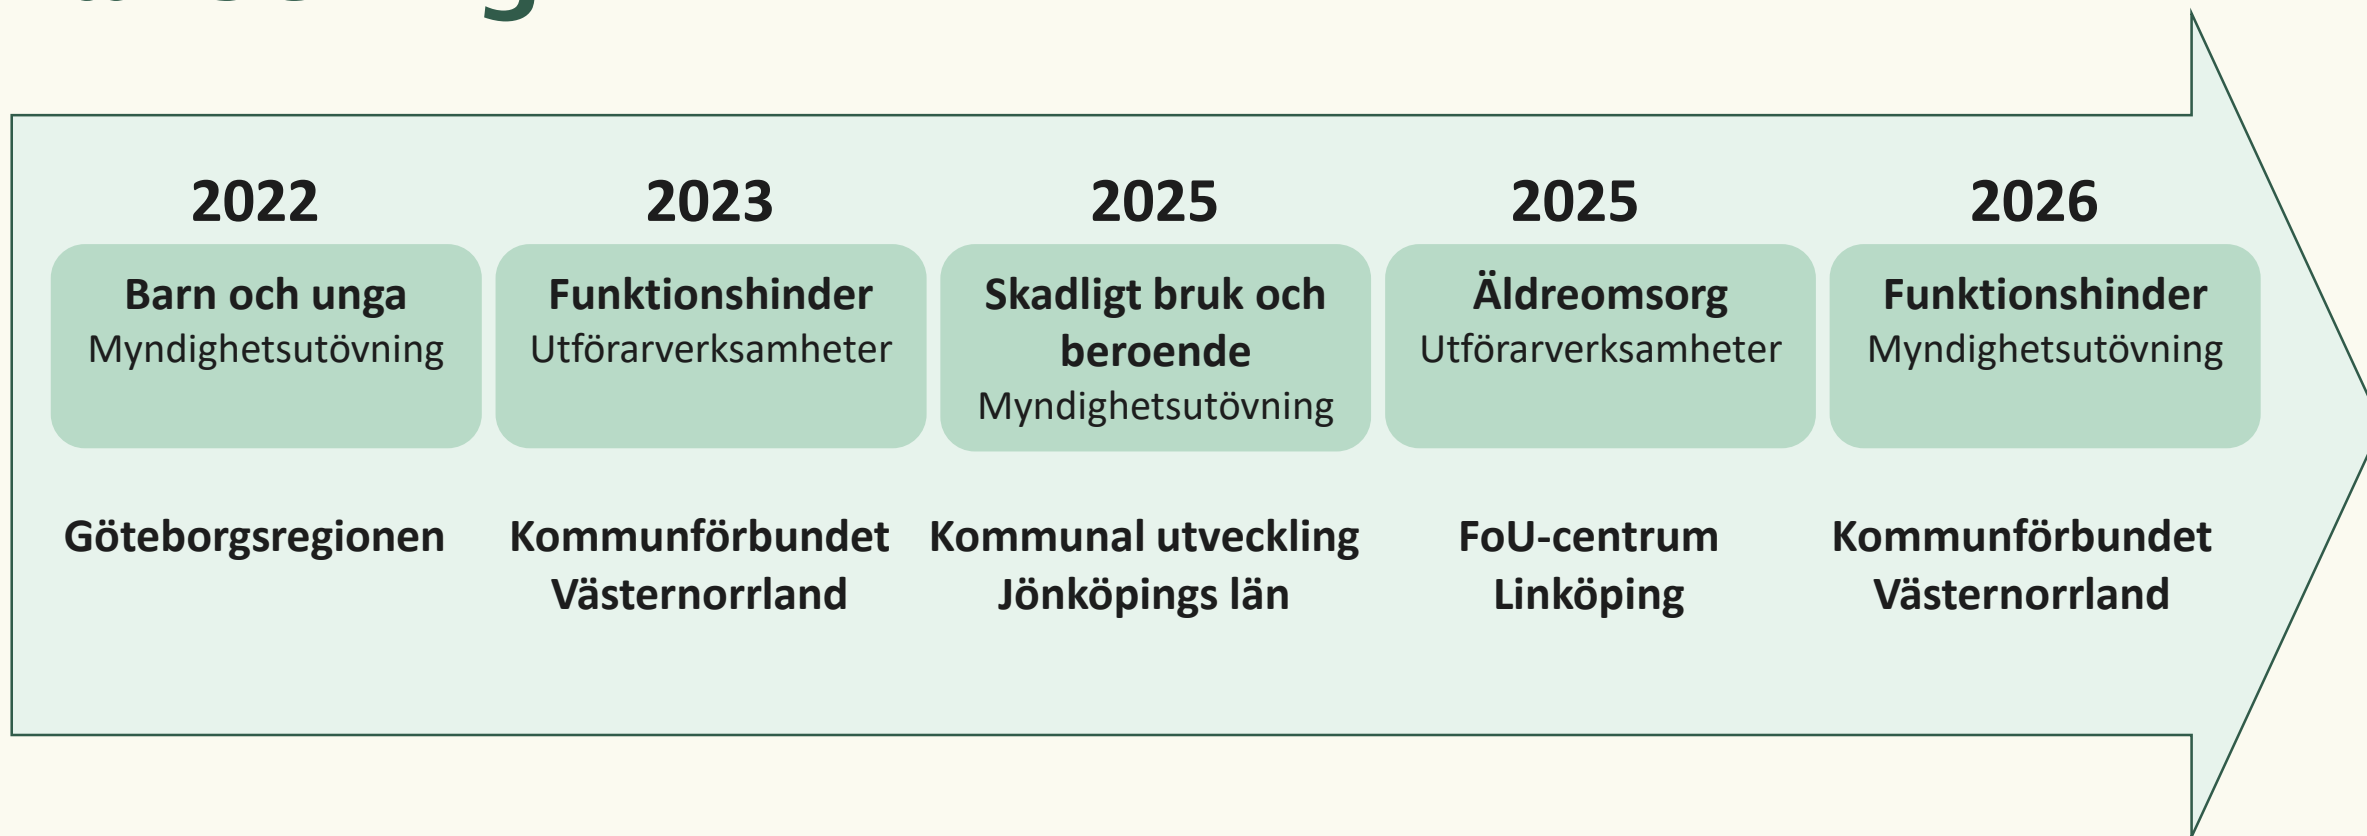 2022
2023
2025
2025
2026
Barn och unga
Myndighetsutövning
Funktionshinder
Utförarverksamheter
Skadligt bruk och
beroende
Myndighetsutövning
Äldreomsorg
Utförarverksamheter
Funktionshinder
Myndighetsutövning
Göteborgsregionen
Kommunförbundet
Västernorrland
Kommunal utveckling
Jönköpings län
FoU-centrum
Linköping
Kommunförbundet
Västernorrland